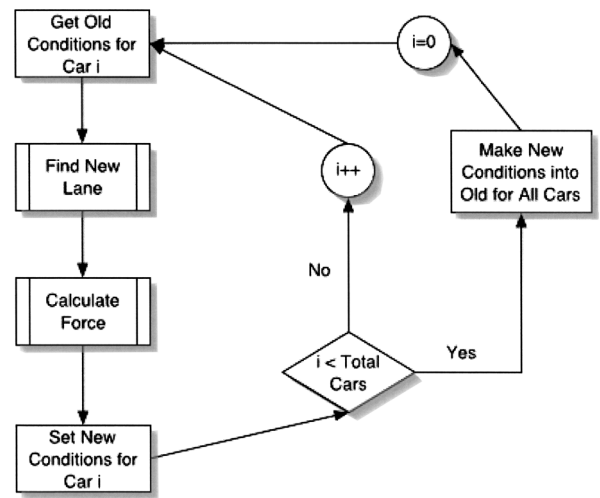 Get Old
Conditions for
Car i
i=0
Find New
Lane
i++
Make New
Conditions into
Old for All Cars
No
Calculate
Force
i < Total
Cars
Yes
Set New
Conditions for
Car i